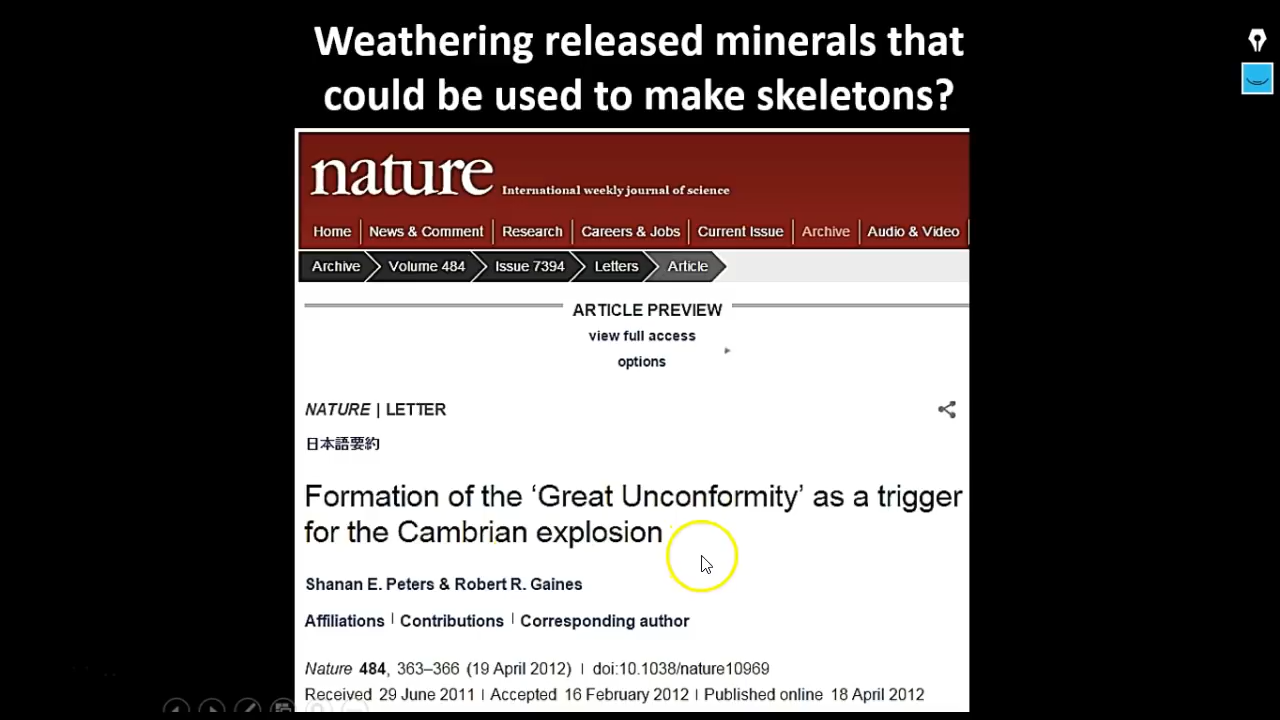 Weathering released minerals that
could be used to make skeletons?
nature International weekly journal of science
Home News & Comment Research Careers & Jobs Current Issue Archive Audio & Video
Archive Volume 484 Issue 7394 Letters Article
ARTICLE PREVIEW
view full access
options
NATURE | LETTER
日本語要約
Formation of the ‘Great Unconformity’ as a trigger
for the Cambrian explosion
Shanan E. Peters & Robert R. Gaines
Affiliations | Contributions | Corresponding author
Nature 484, 363–366 (19 April 2012) | doi:10.1038/nature10969
Received 29 June 2011 | Accepted 16 February 2012 | Published online 18 April 2012